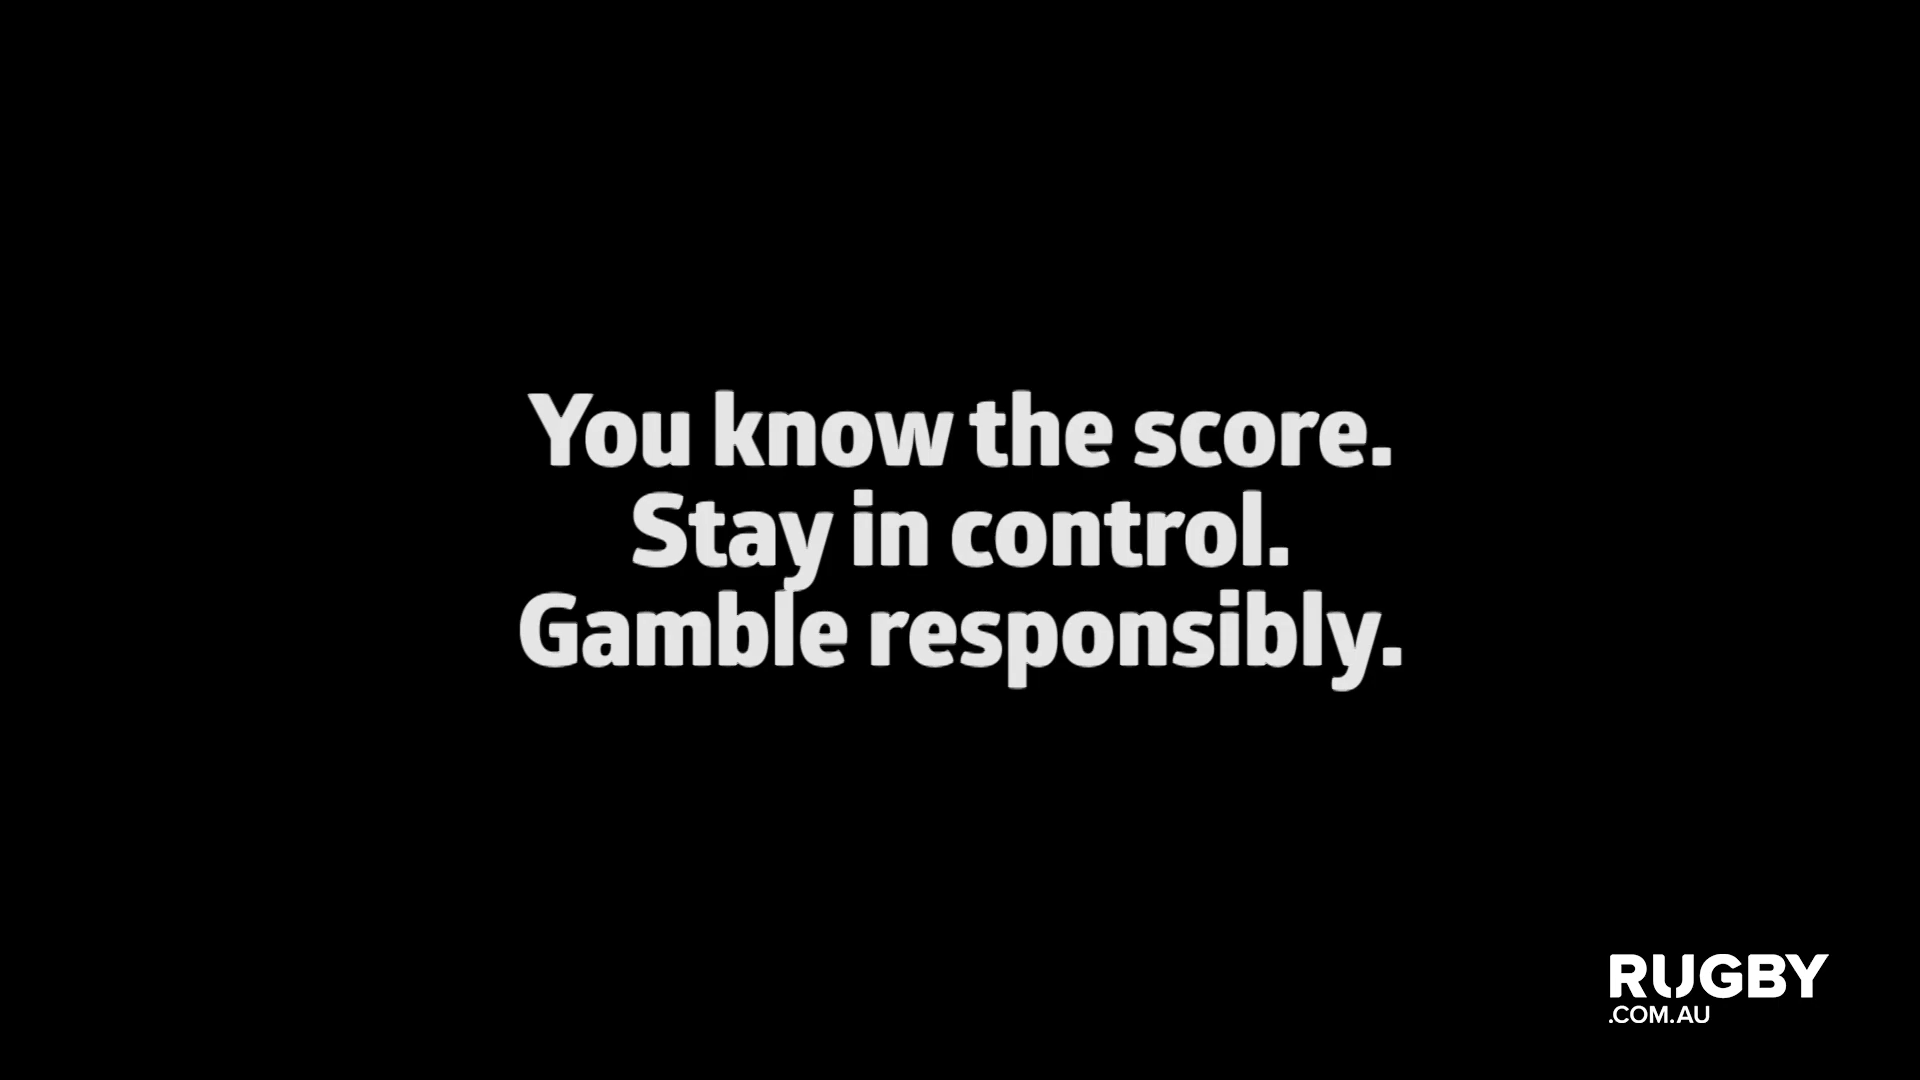 You know the score.
Stay in control.
Gamble responsibly.
RUGBY
.COM.AU